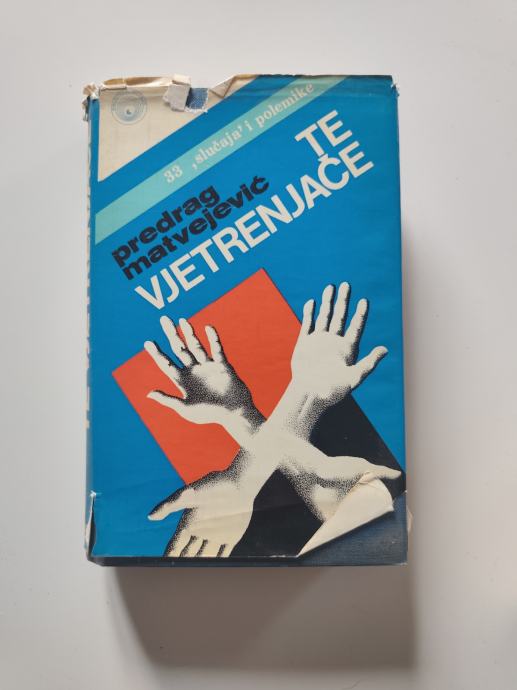 33 ‚slučaja’ i polemike
predrag
matvejević
TE
VJETRENJAČE